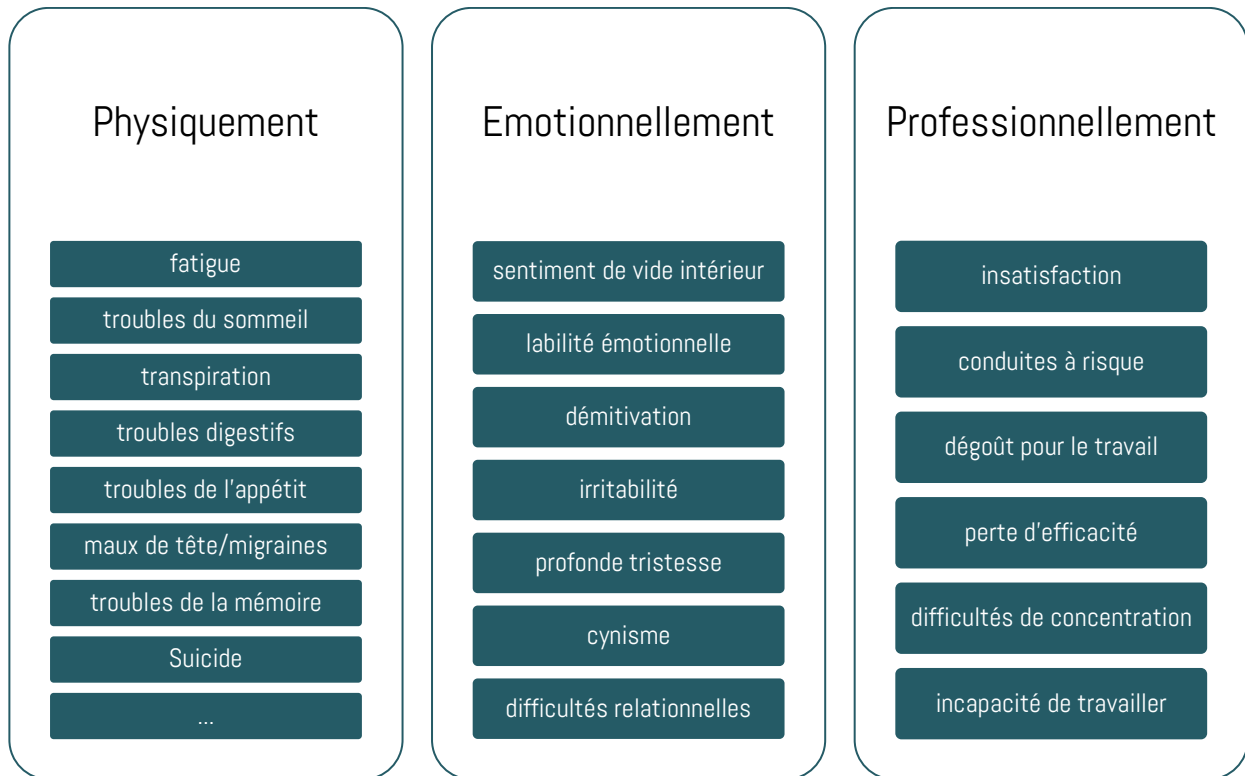 Physiquement
fatigue
troubles du sommeil
transpiration
troubles digestifs
troubles de l'appétit
maux de tête/migraines
troubles de la mémoire
Suicide
...
Emotionnellement
sentiment de vide intérieur
labilité émotionnelle
démitivation
irritabilité
profonde tristesse
cynisme
difficultés relationnelles
Professionnellement
insatisfaction
conduites à risque
dégoût pour le travail
perte d'efficacité
difficultés de concentration
incapacité de travailler